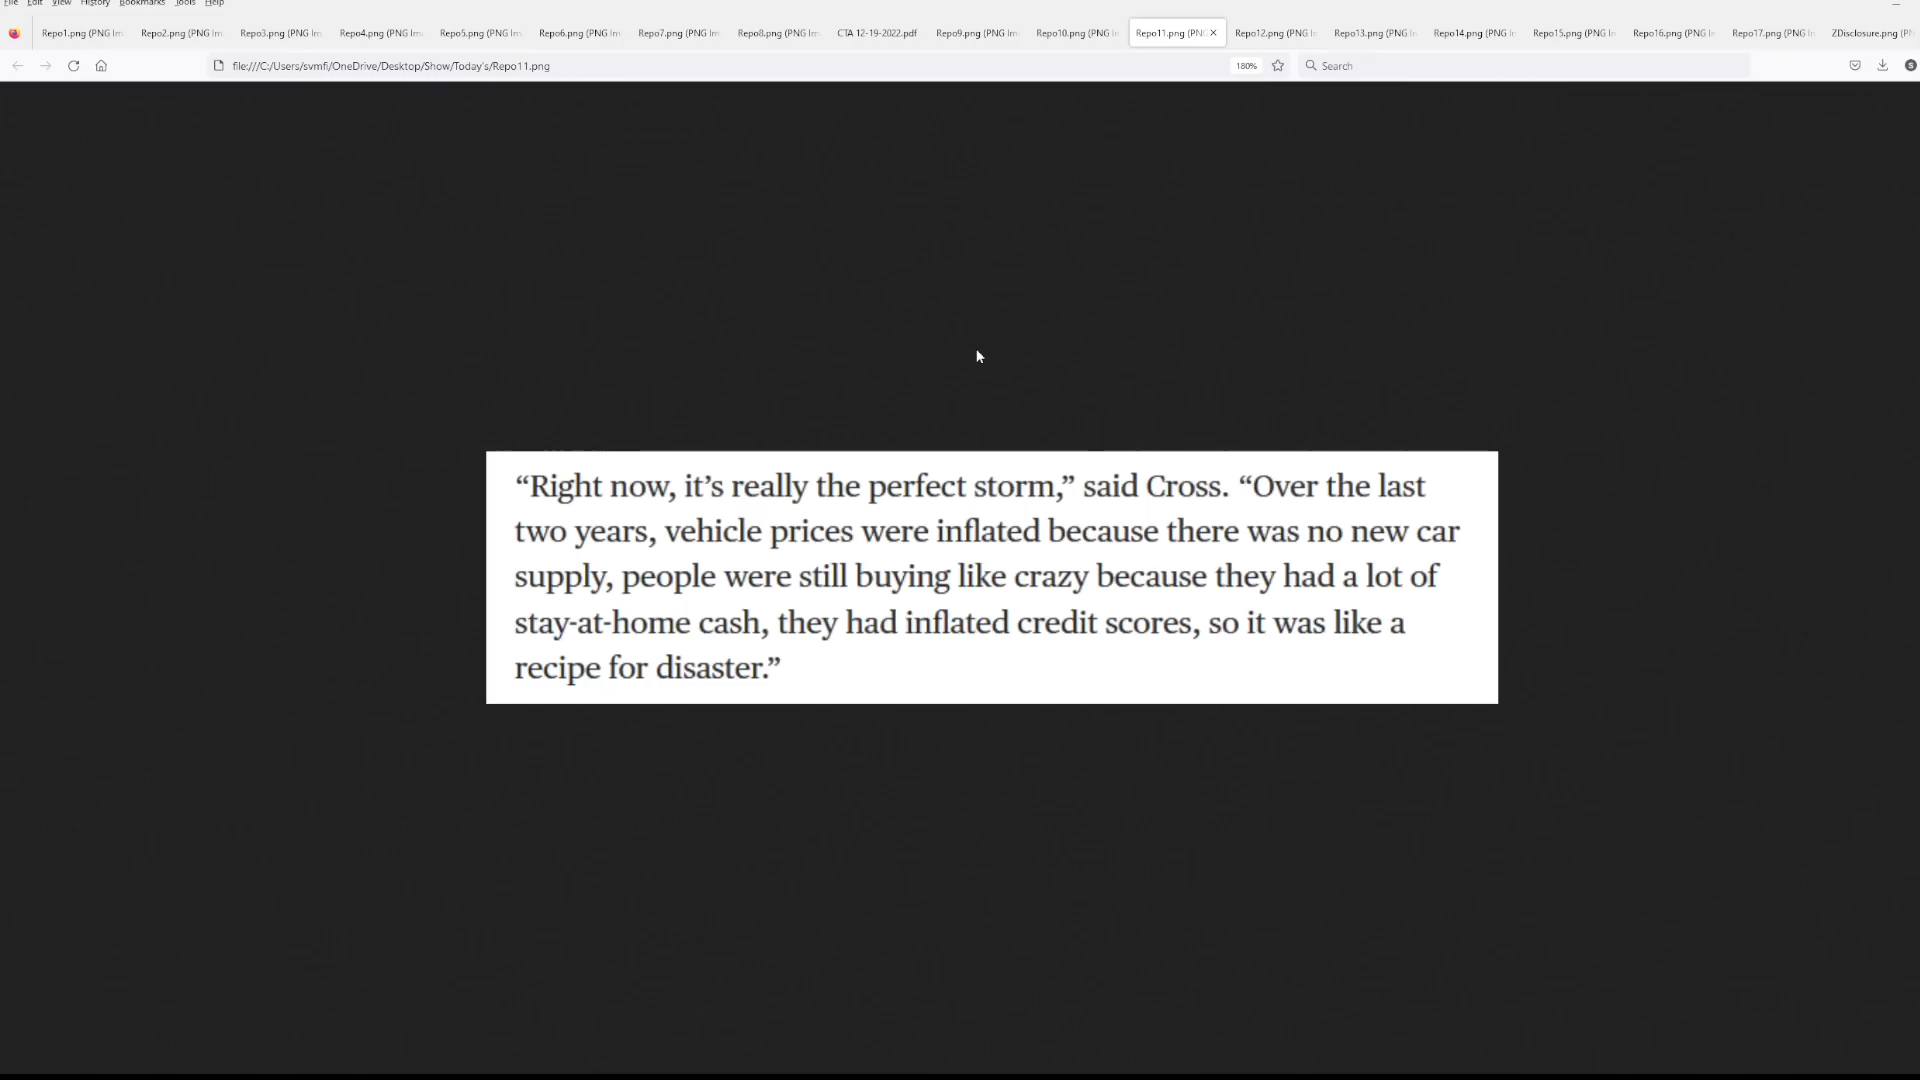 File Edit View History Bookmarks Tools Help
Repo1.png (PNG Im Repo2.png (PNG Im Repo3.png (PNG Im Repo4.png (PNG Im Repo5.png (PNG Im Repo6.png (PNG Im Repo7.png (PNG Im Repo8.png (PNG Im CTA 12-19-2022.pdf Repo9.png (PNG Im Repo10.png (PNG In Repo11.png (PNG Repo12.png (PNG In Repo13.png (PNG In Repo14.png (PNG In Repo15.png (PNG In Repo16.png (PNG In Repo17.png (PNG In ZDisclosure.png (PN
file:///C:/Users/svmfi/OneDrive/Desktop/Show/Today's/Repo11.png 180% Search S
“Right now, it’s really the perfect storm,” said Cross. “Over the last
two years, vehicle prices were inflated because there was no new car
supply, people were still buying like crazy because they had a lot of
stay-at-home cash, they had inflated credit scores, so it was like a
recipe for disaster.”